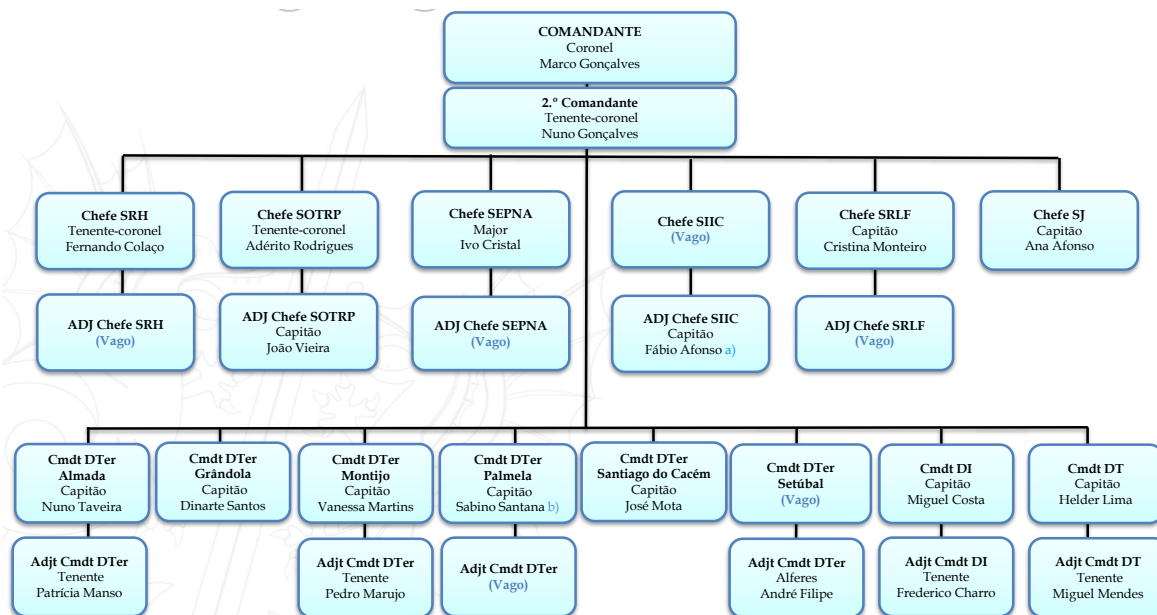 COMANDANTE
Coronel
Marco Gonçalves
2.º Comandante
Tenente-coronel
Nuno Gonçalves
Chefe SRH
Tenente-coronel
Fernando Colaço
Chefe SOTRP
Tenente-coronel
Adérito Rodrigues
Chefe SEPNA
Major
Ivo Cristal
Chefe SIIC
(Vago)
Chefe SRLF
Capitão
Cristina Monteiro
Chefe SJ
Capitão
Ana Afonso
ADJ Chefe SRH
(Vago)
ADJ Chefe SOTRP
Capitão
João Vieira
ADJ Chefe SEPNA
(Vago)
ADJ Chefe SIIC
Capitão
Fábio Afonso a)
ADJ Chefe SRLF
(Vago)
Cmdt DTer
Almada
Capitão
Nuno Taveira
Cmdt DTer
Grândola
Capitão
Dinarte Santos
Cmdt DTer
Montijo
Capitão
Vanessa Martins
Cmdt DTer
Palmela
Capitão
Sabino Santana b)
Cmdt DTer
Santiago do Cacém
Capitão
José Mota
Cmdt DTer
Setúbal
(Vago)
Cmdt DI
Capitão
Miguel Costa
Cmdt DT
Capitão
Helder Lima
Adjt Cmdt DTer
Tenente
Patrícia Manso
Adjt Cmdt DTer
Tenente
Pedro Marujo
Adjt Cmdt DTer
(Vago)
Adjt Cmdt DTer
Alferes
André Filipe
Adjt Cmdt DI
Tenente
Frederico Charro
Adjt Cmdt DT
Tenente
Miguel Mendes